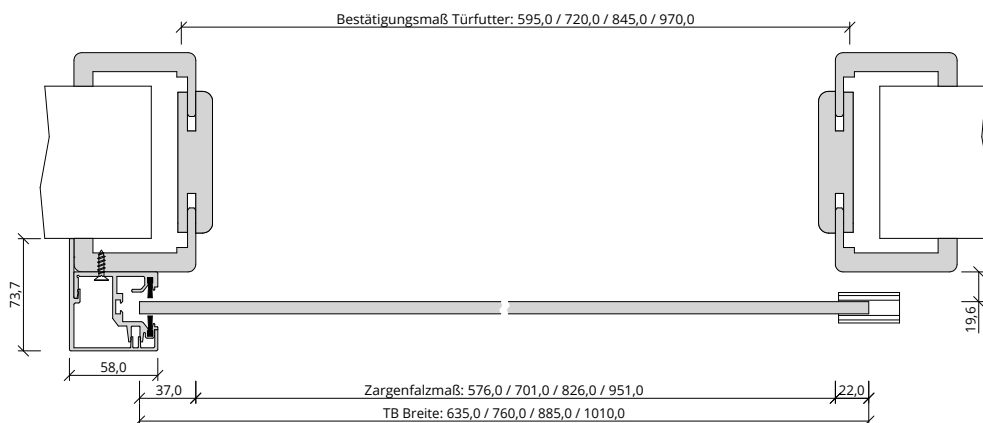 Bestätigungsmaß Türfutter: 595,0 / 720,0 / 845,0 / 970,0
73,7
19,6
58,0
37,0
Zargenfalzmaß: 576,0 / 701,0 / 826,0 / 951,0
22,0
TB Breite: 635,0 / 760,0 / 885,0 / 1010,0